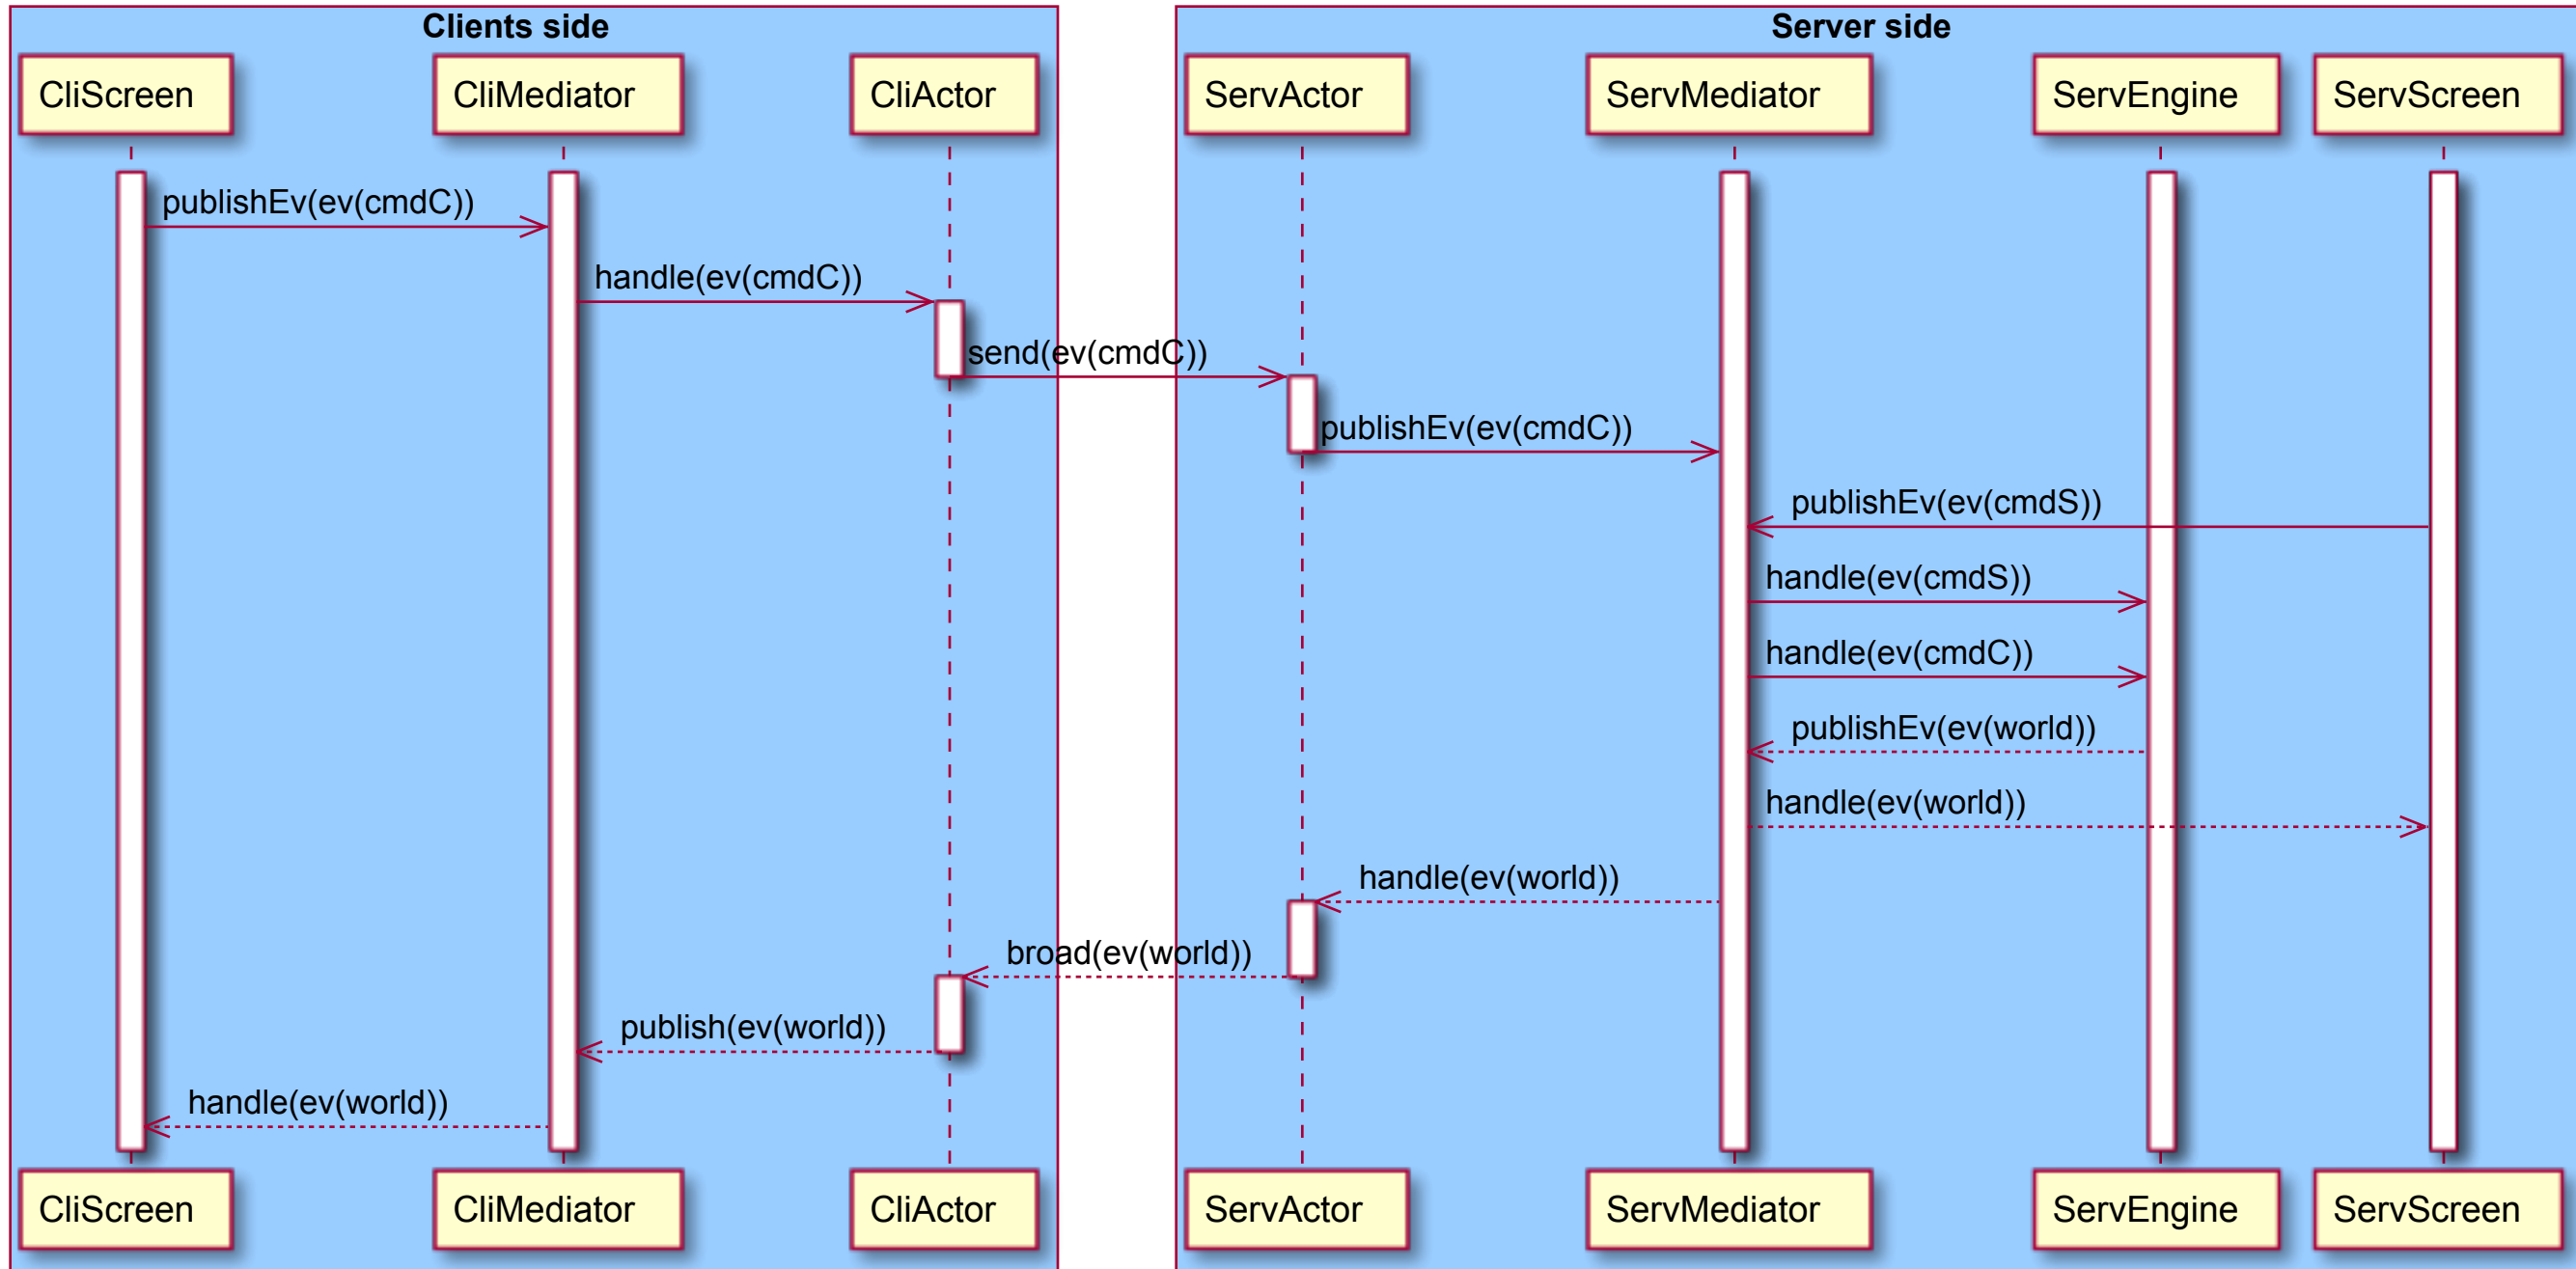 Clients side
Server side
CliScreen
CliMediator
CliActor
ServActor
ServMediator
ServEngine
ServScreen
publishEv(ev(cmdC))
handle(ev(cmdC))
send(ev(cmdC))
publishEv(ev(cmdC))
publishEv(ev(cmdS))
handle(ev(cmdS))
handle(ev(cmdC))
publishEv(ev(world))
handle(ev(world))
handle(ev(world))
broad(ev(world))
publish(ev(world))
handle(ev(world))
CliScreen
CliMediator
CliActor
ServActor
ServMediator
ServEngine
ServScreen